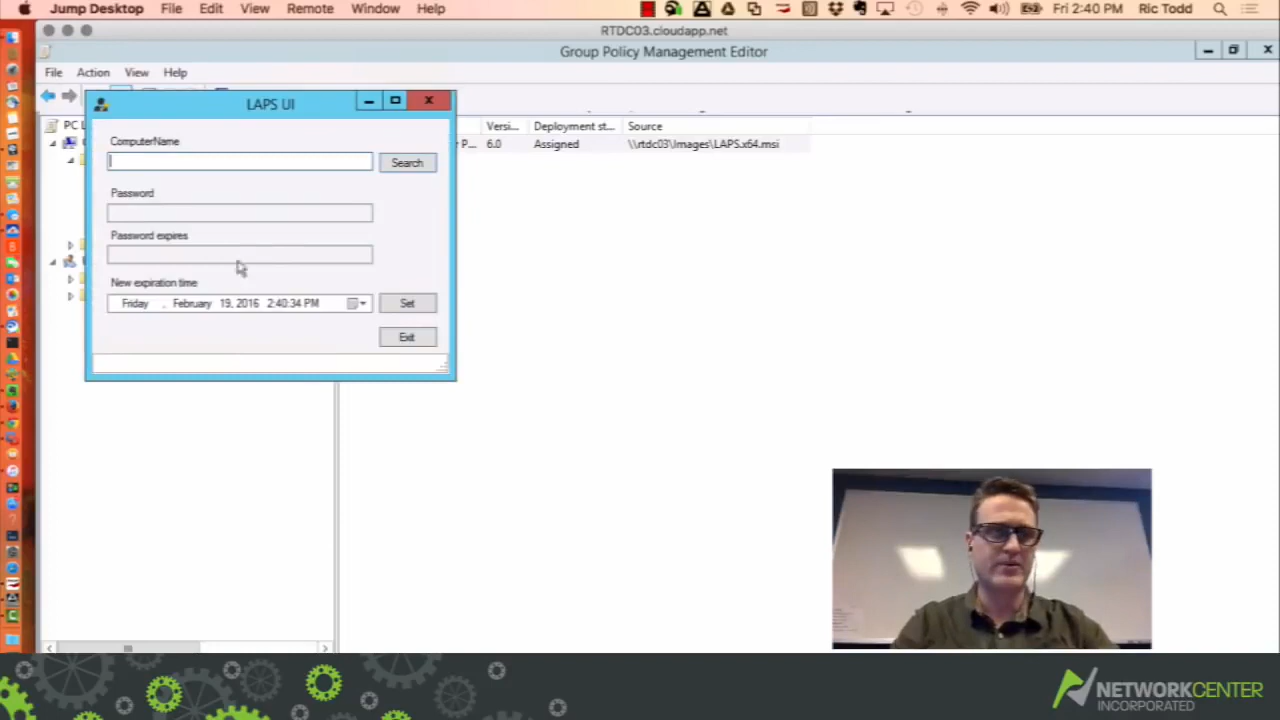 Jump Desktop File Edit View Remote Window Help Fri 2:40 PM Ric Todd
RTDC03.cloudapp.net
Group Policy Management Editor
File Action View Help
LAPS UI
PC L
Versi... Deployment st... Source
P... 6.0 Assigned \\rtdc03\Images\LAPS.x64.msi
ComputerName
Search
Password
Password expires
New expiration time
Friday , February 19, 2016 2:40:34 PM Set
Exit
NETWORKCENTER
INCORPORATED